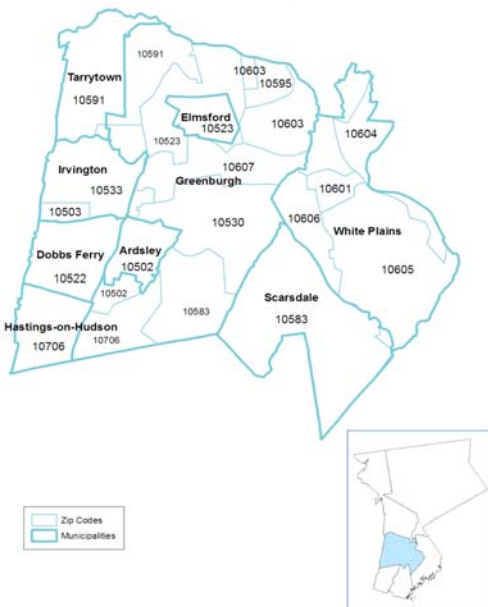 10591
Tarrytown
10591
10603
10595
Elmsford
10523
10603
10604
10523
Irvington
10533
10607
Greenburgh
10601
10503
10606
10530
White Plains
Dobbs Ferry
10522
Ardsley
10502
10605
10502
Scarsdale
10583
10583
Hastings-on-Hudson
10706
10706
Zip Codes
Municipalities